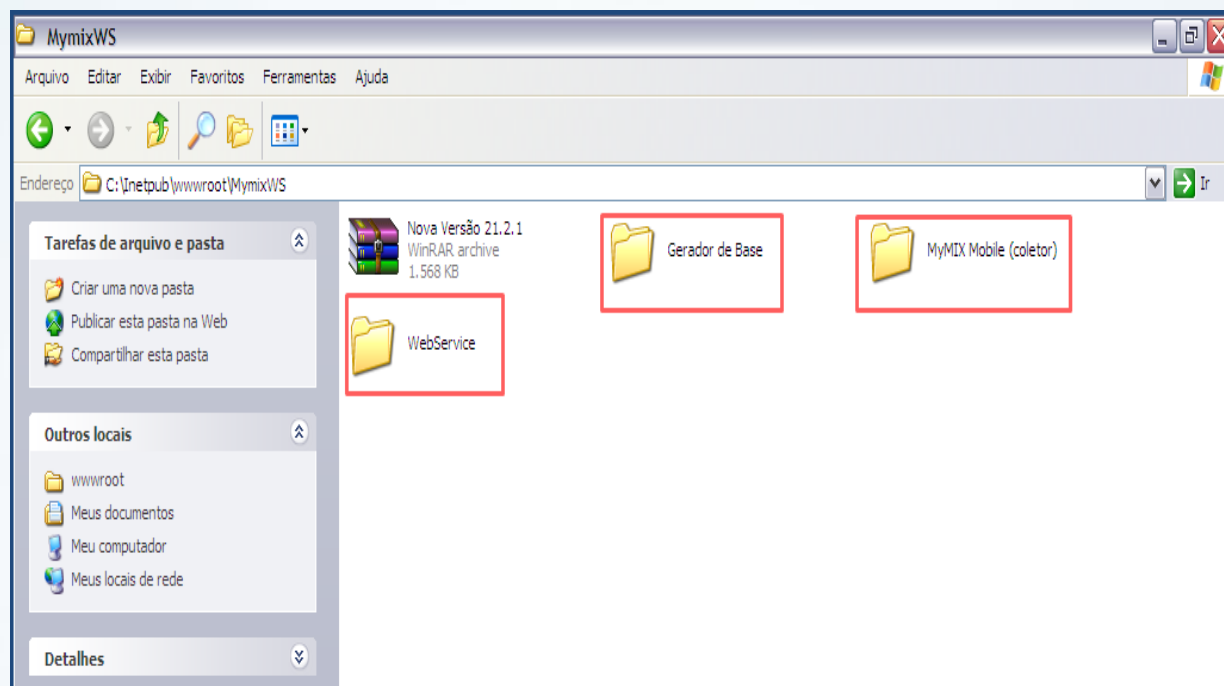 MymixWS
Arquivo Editar Exibir Favoritos Ferramentas Ajuda
Endereço C:\Inetpub\wwwroot\MymixWS Ir
Tarefas de arquivo e pasta
Criar uma nova pasta
Publicar esta pasta na Web
Compartilhar esta pasta
Outros locais
wwwroot
Meus documentos
Meu computador
Meus locais de rede
Detalhes
Nova Versão 21.2.1
WinRAR archive
1.568 KB
Gerador de Base
MyMIX Mobile (coletor)
WebService